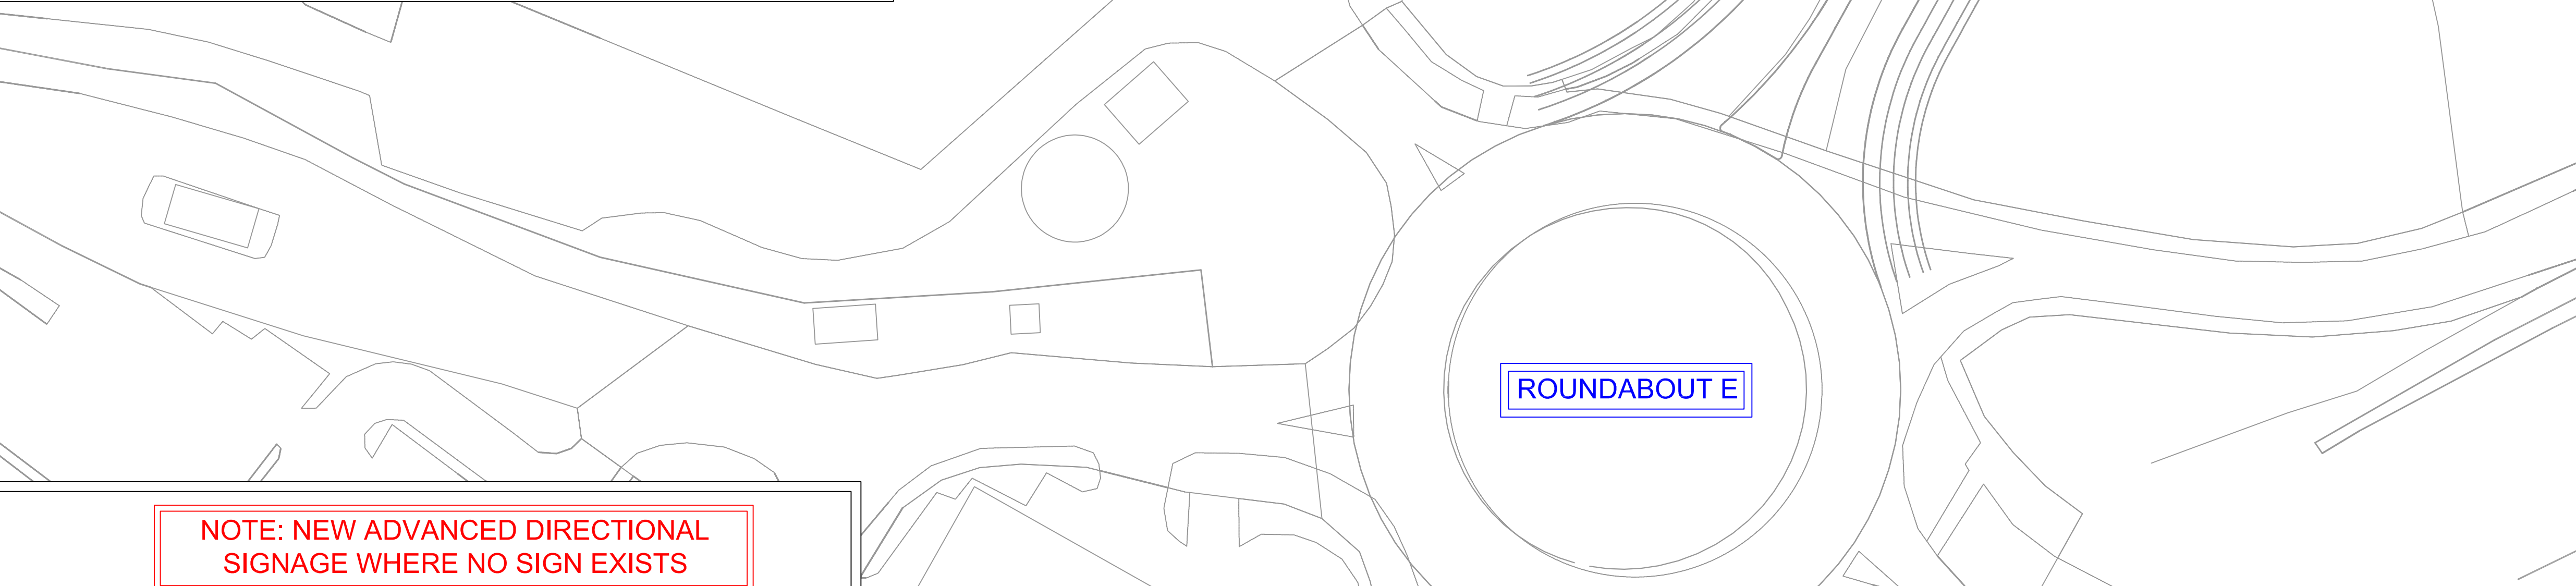 ROUNDABOUT E
NOTE: NEW ADVANCED DIRECTIONAL
SIGNAGE WHERE NO SIGN EXISTS